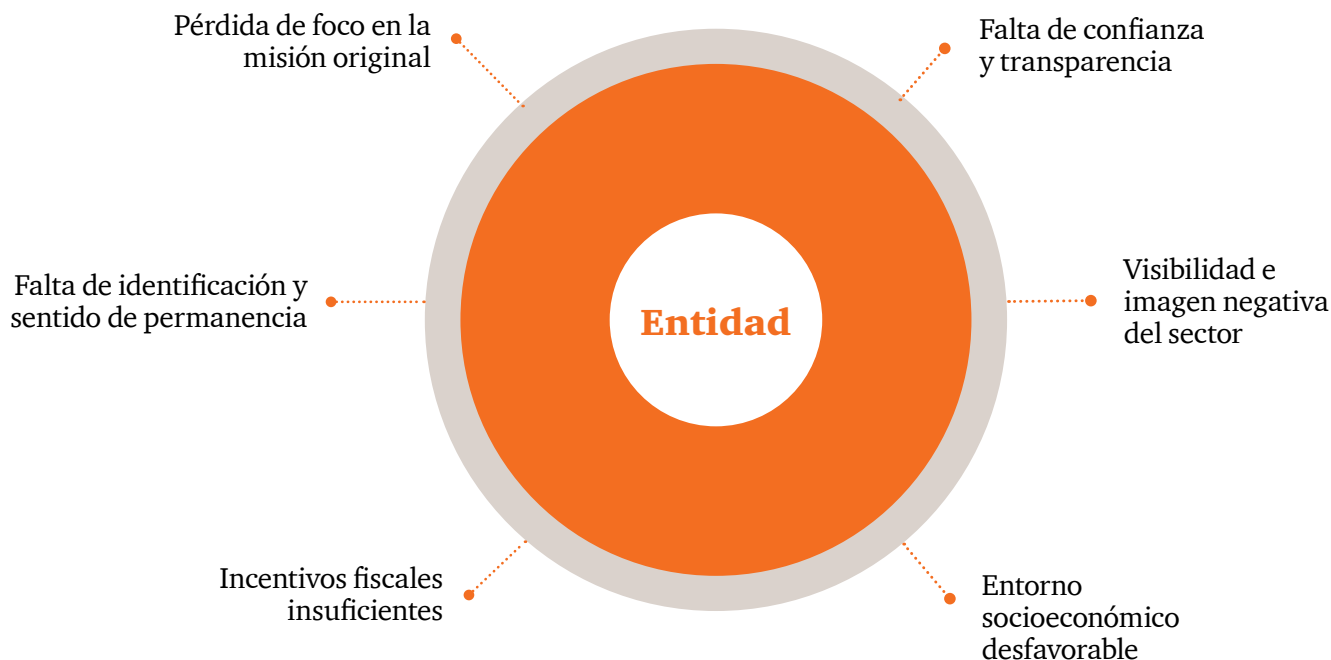 Pérdida de foco en la
misión original
Falta de confianza
y transparencia
Falta de identificación y
sentido de permanencia
Entidad
Visibilidad e
imagen negativa
del sector
Incentivos fiscales
insuficientes
Entorno
socioeconómico
desfavorable